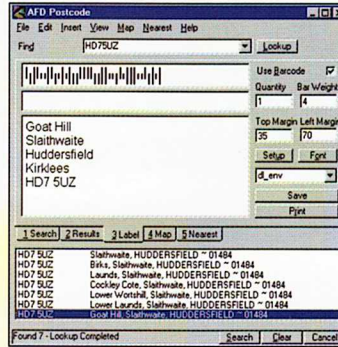 AFD Postcode
File Edit Insert View Map Nearest Help
Find HD75UZ Lookup
Use Barcode
Quantity Bar Weight
1 4
Top Margin Left Margin
35 70
Setup Font
dl_env
Save
Print
Goat Hill
Slaithwaite
Huddersfield
Kirklees
HD7 5UZ
1 Search 2 Results 3 Label 4 Map 5 Nearest
HD7 5UZ Slaithwaite, HUDDERSFIELD ~ 01484
HD7 5UZ Birks, Slaithwaite, HUDDERSFIELD ~ 01484
HD7 5UZ Launds, Slaithwaite, HUDDERSFIELD ~ 01484
HD7 5UZ Cockley Cote, Slaithwaite, HUDDERSFIELD ~ 01484
HD7 5UZ Lower Wortshill, Slaithwaite, HUDDERSFIELD ~ 01484
HD7 5UZ Lower Launds, Slaithwaite, HUDDERSFIELD ~ 01484
HD7 5UZ Goat Hill, Slaithwaite, HUDDERSFIELD ~ 01484
Found 7 - Lookup Completed Search Clear Cancel